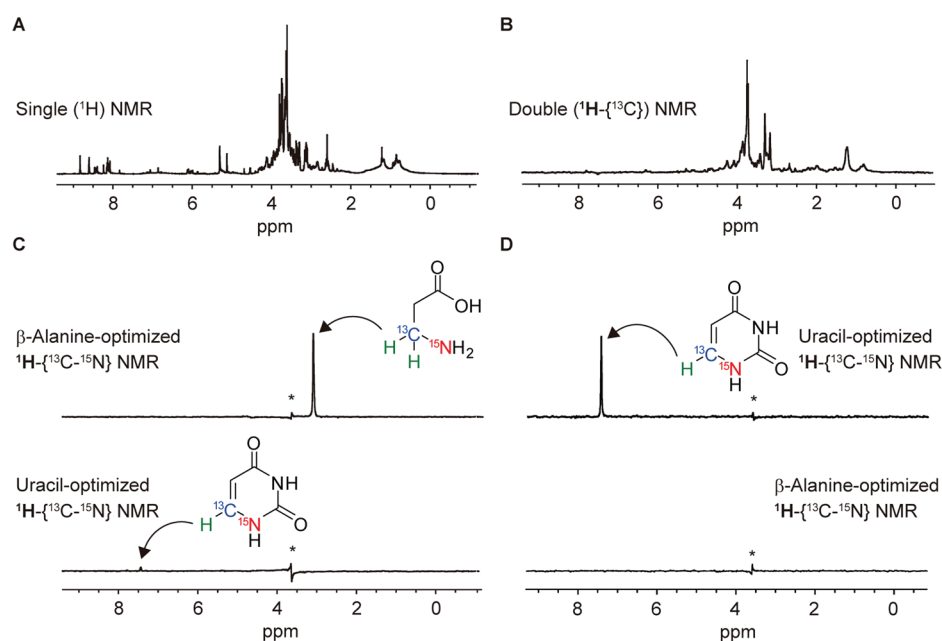 A
B
Single (¹H) NMR
Double (¹H-{¹³C}) NMR
8 6 4 2 0
ppm
8 6 4 2 0
ppm
C
D
β-Alanine-optimized
¹H-{¹³C-¹⁵N} NMR
O
OH
¹³C
H
¹⁵NH₂
H
*
Uracil-optimized
¹H-{¹³C-¹⁵N} NMR
O
NH
¹³C
H
¹⁵N
O
H
*
8 6 4 2 0
ppm
O
NH
¹³C
H
¹⁵N
O
H
Uracil-optimized
¹H-{¹³C-¹⁵N} NMR
*
β-Alanine-optimized
¹H-{¹³C-¹⁵N} NMR
*
8 6 4 2 0
ppm